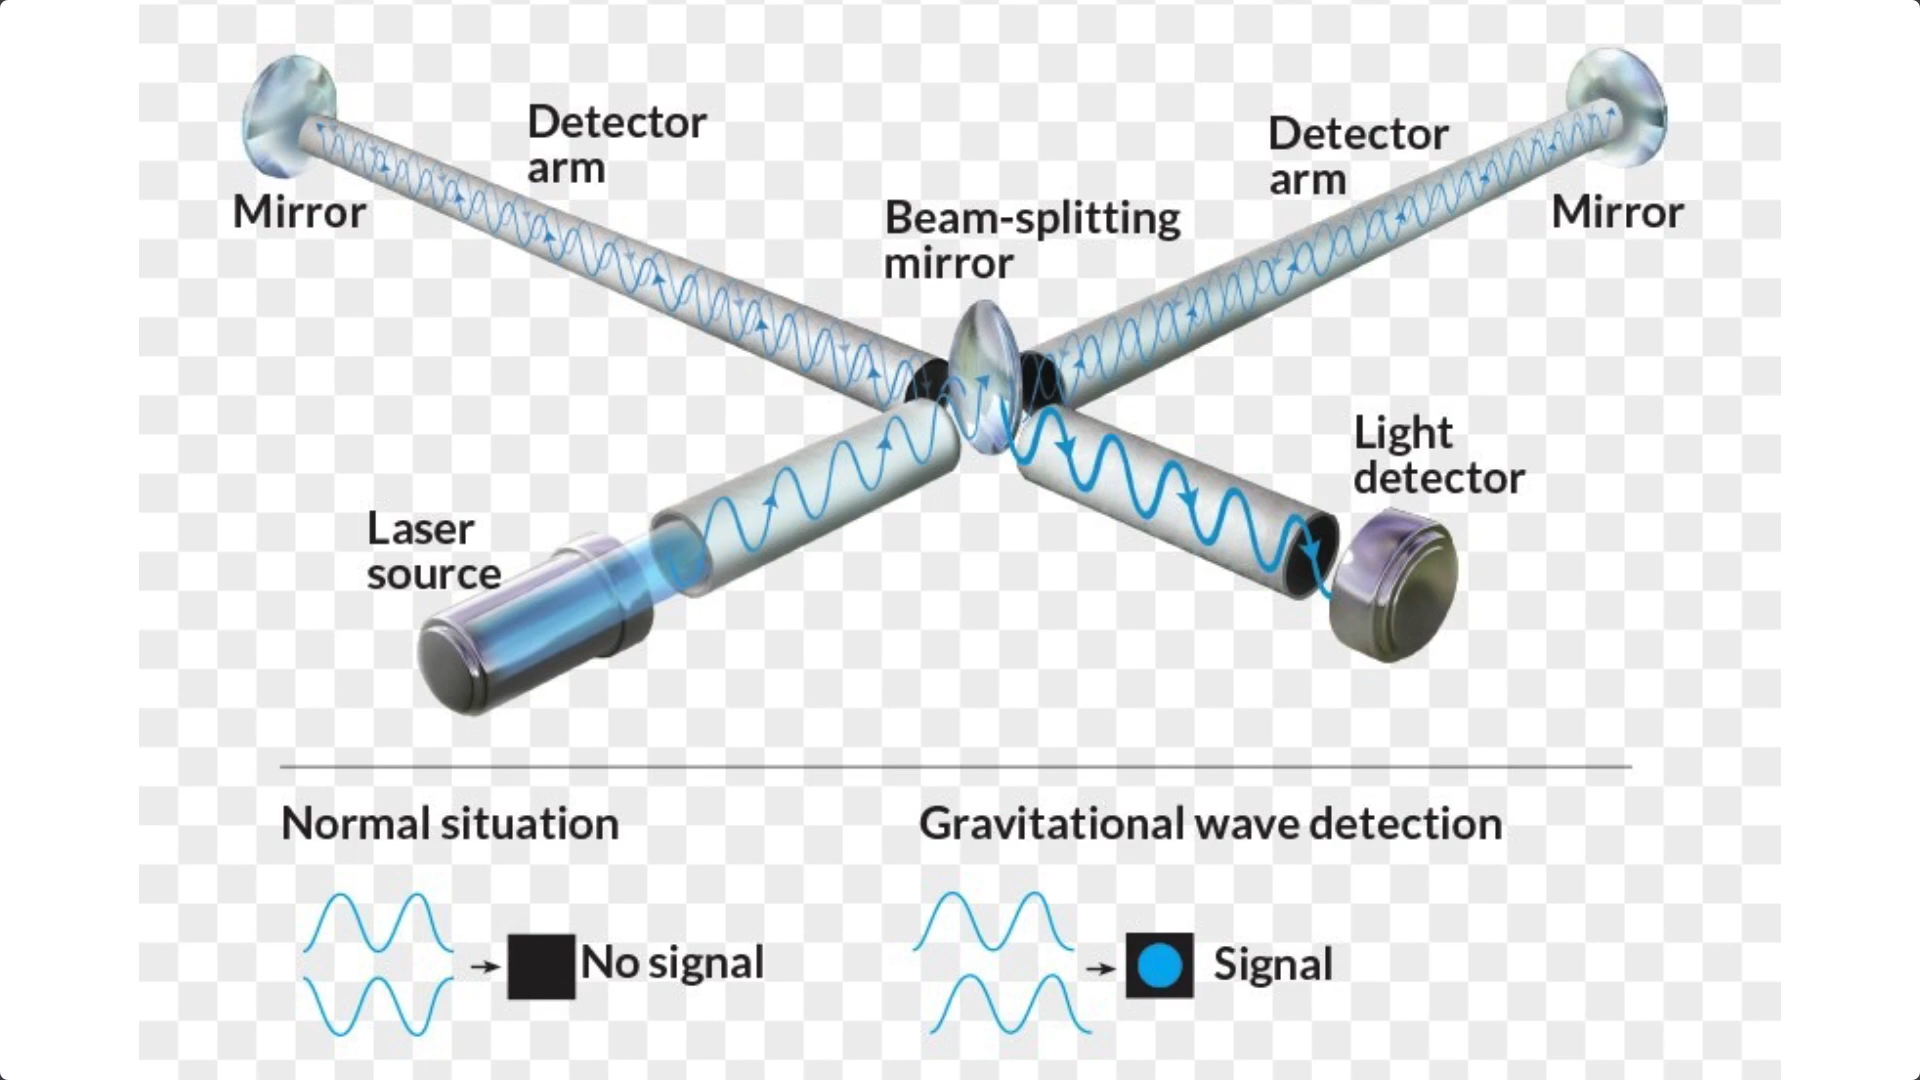 Detector
arm
Detector
arm
Mirror
Beam-splitting
mirror
Mirror
Light
detector
Laser
source
Normal situation
Gravitational wave detection
No signal
Signal